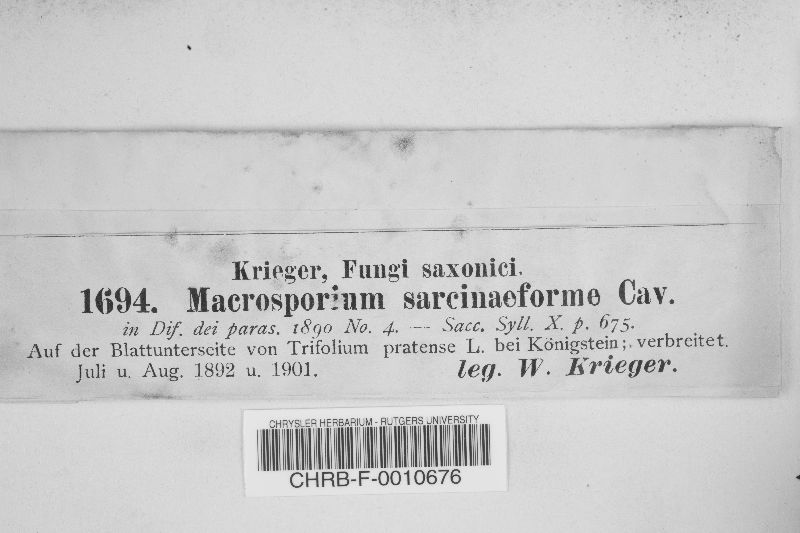 Krieger, Fungi saxonici.
1694. Macrosporium sarcinaeforme Cav.
in Dif. dei paras. 1890 No. 4. — Sacc. Syll. X. p. 675.
Auf der Blattunterseite von Trifolium pratense L. bei Königstein; verbreitet.
Juli u. Aug. 1892 u. 1901. leg. W. Krieger.
CHRYSLER HERBARIUM - RUTGERS UNIVERSITY
CHRB-F-0010676